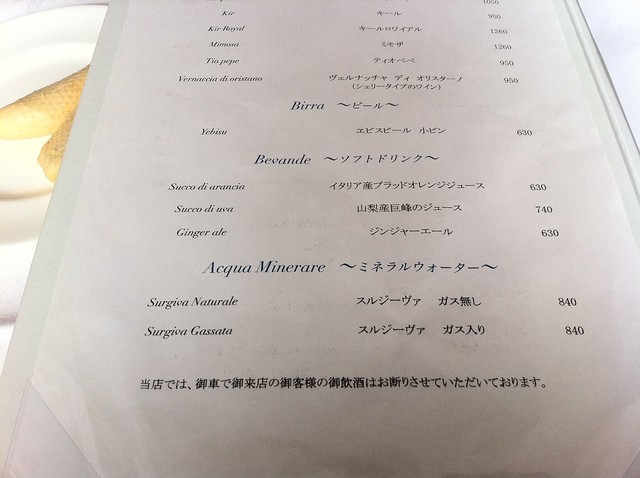 1050
Kir キール 950
Kir Royal キールロワイアル 1260
Mimosa ミモザ 1260
Tio pepe ティオペペ 950
Vernaccia di oristano ヴェルナッチャ ディ オリスターノ 950
(シェリータイプのワイン)
Birra ～ビール～
Yebisu ヱビスビール 小ビン 630
Bevande ～ソフトドリンク～
Succo di arancia イタリア産ブラッドオレンジジュース 630
Succo di uva 山梨産巨峰のジュース 740
Ginger ale ジンジャーエール 630
Acqua Minerare ～ミネラルウォーター～
Surgiva Naturale スルジーヴァ ガス無し 840
Surgiva Gassata スルジーヴァ ガス入り 840
当店では、御車で御来店の御客様の御飲酒はお断りさせていただいております。